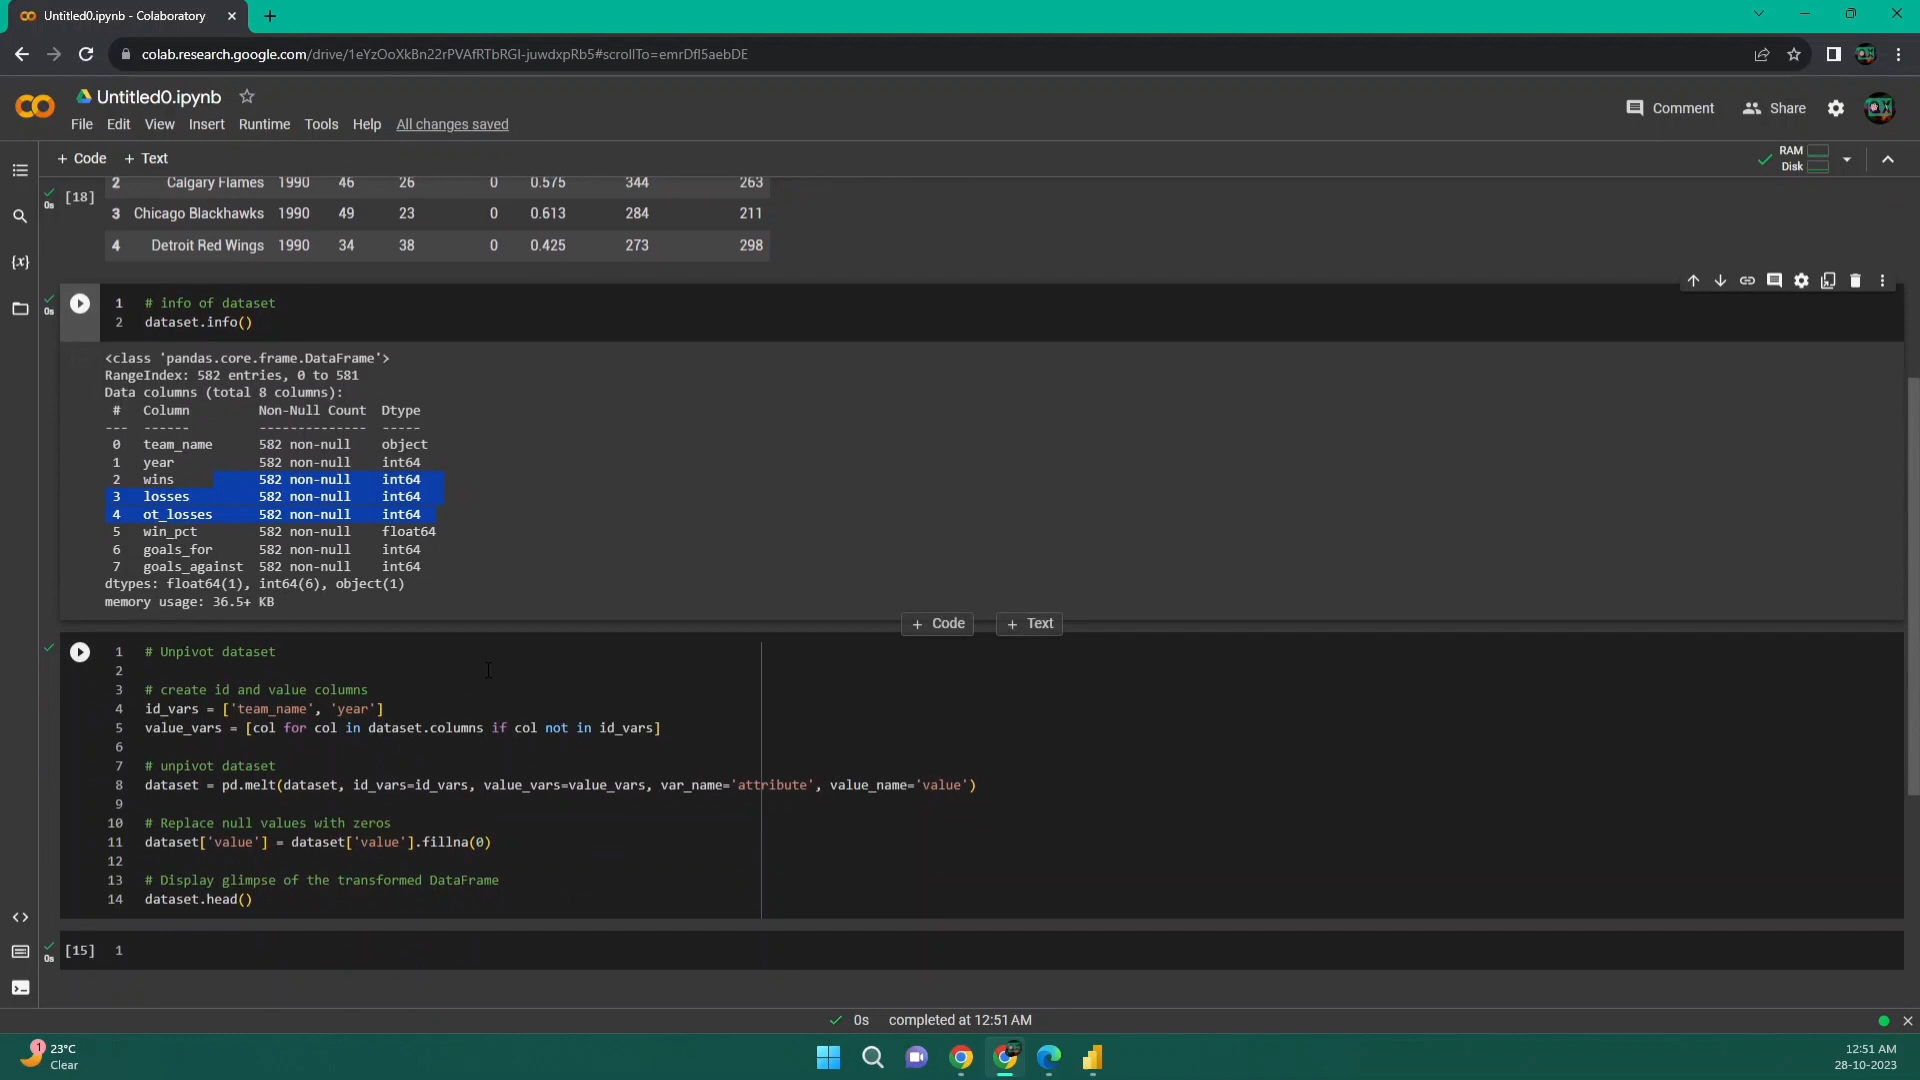 Untitled0.ipynb - Colaboratory
colab.research.google.com/drive/1eYzOoXkBn22rPVAfRTbRGI-juwdxpRb5#scrollTo=emrDfI5aebDE
Untitled0.ipynb
File Edit View Insert Runtime Tools Help All changes saved
Comment Share
+ Code + Text
RAM
Disk
2 Calgary Flames 1990 46 26 0 0.575 344 263
[18]
0s
3 Chicago Blackhawks 1990 49 23 0 0.613 284 211
4 Detroit Red Wings 1990 34 38 0 0.425 273 298
0s
1 # info of dataset
2 dataset.info()
<class 'pandas.core.frame.DataFrame'>
RangeIndex: 582 entries, 0 to 581
Data columns (total 8 columns):
# Column Non-Null Count Dtype
--- ------ -------------- -----
0 team_name 582 non-null object
1 year 582 non-null int64
2 wins 582 non-null int64
3 losses 582 non-null int64
4 ot_losses 582 non-null int64
5 win_pct 582 non-null float64
6 goals_for 582 non-null int64
7 goals_against 582 non-null int64
dtypes: float64(1), int64(6), object(1)
memory usage: 36.5+ KB
+ Code + Text
1 # Unpivot dataset
2
3 # create id and value columns
4 id_vars = ['team_name', 'year']
5 value_vars = [col for col in dataset.columns if col not in id_vars]
6
7 # unpivot dataset
8 dataset = pd.melt(dataset, id_vars=id_vars, value_vars=value_vars, var_name='attribute', value_name='value')
9
10 # Replace null values with zeros
11 dataset['value'] = dataset['value'].fillna(0)
12
13 # Display glimpse of the transformed DataFrame
14 dataset.head()
[15] 1
0s
0s completed at 12:51 AM
1
23°C
Clear
12:51 AM
28-10-2023